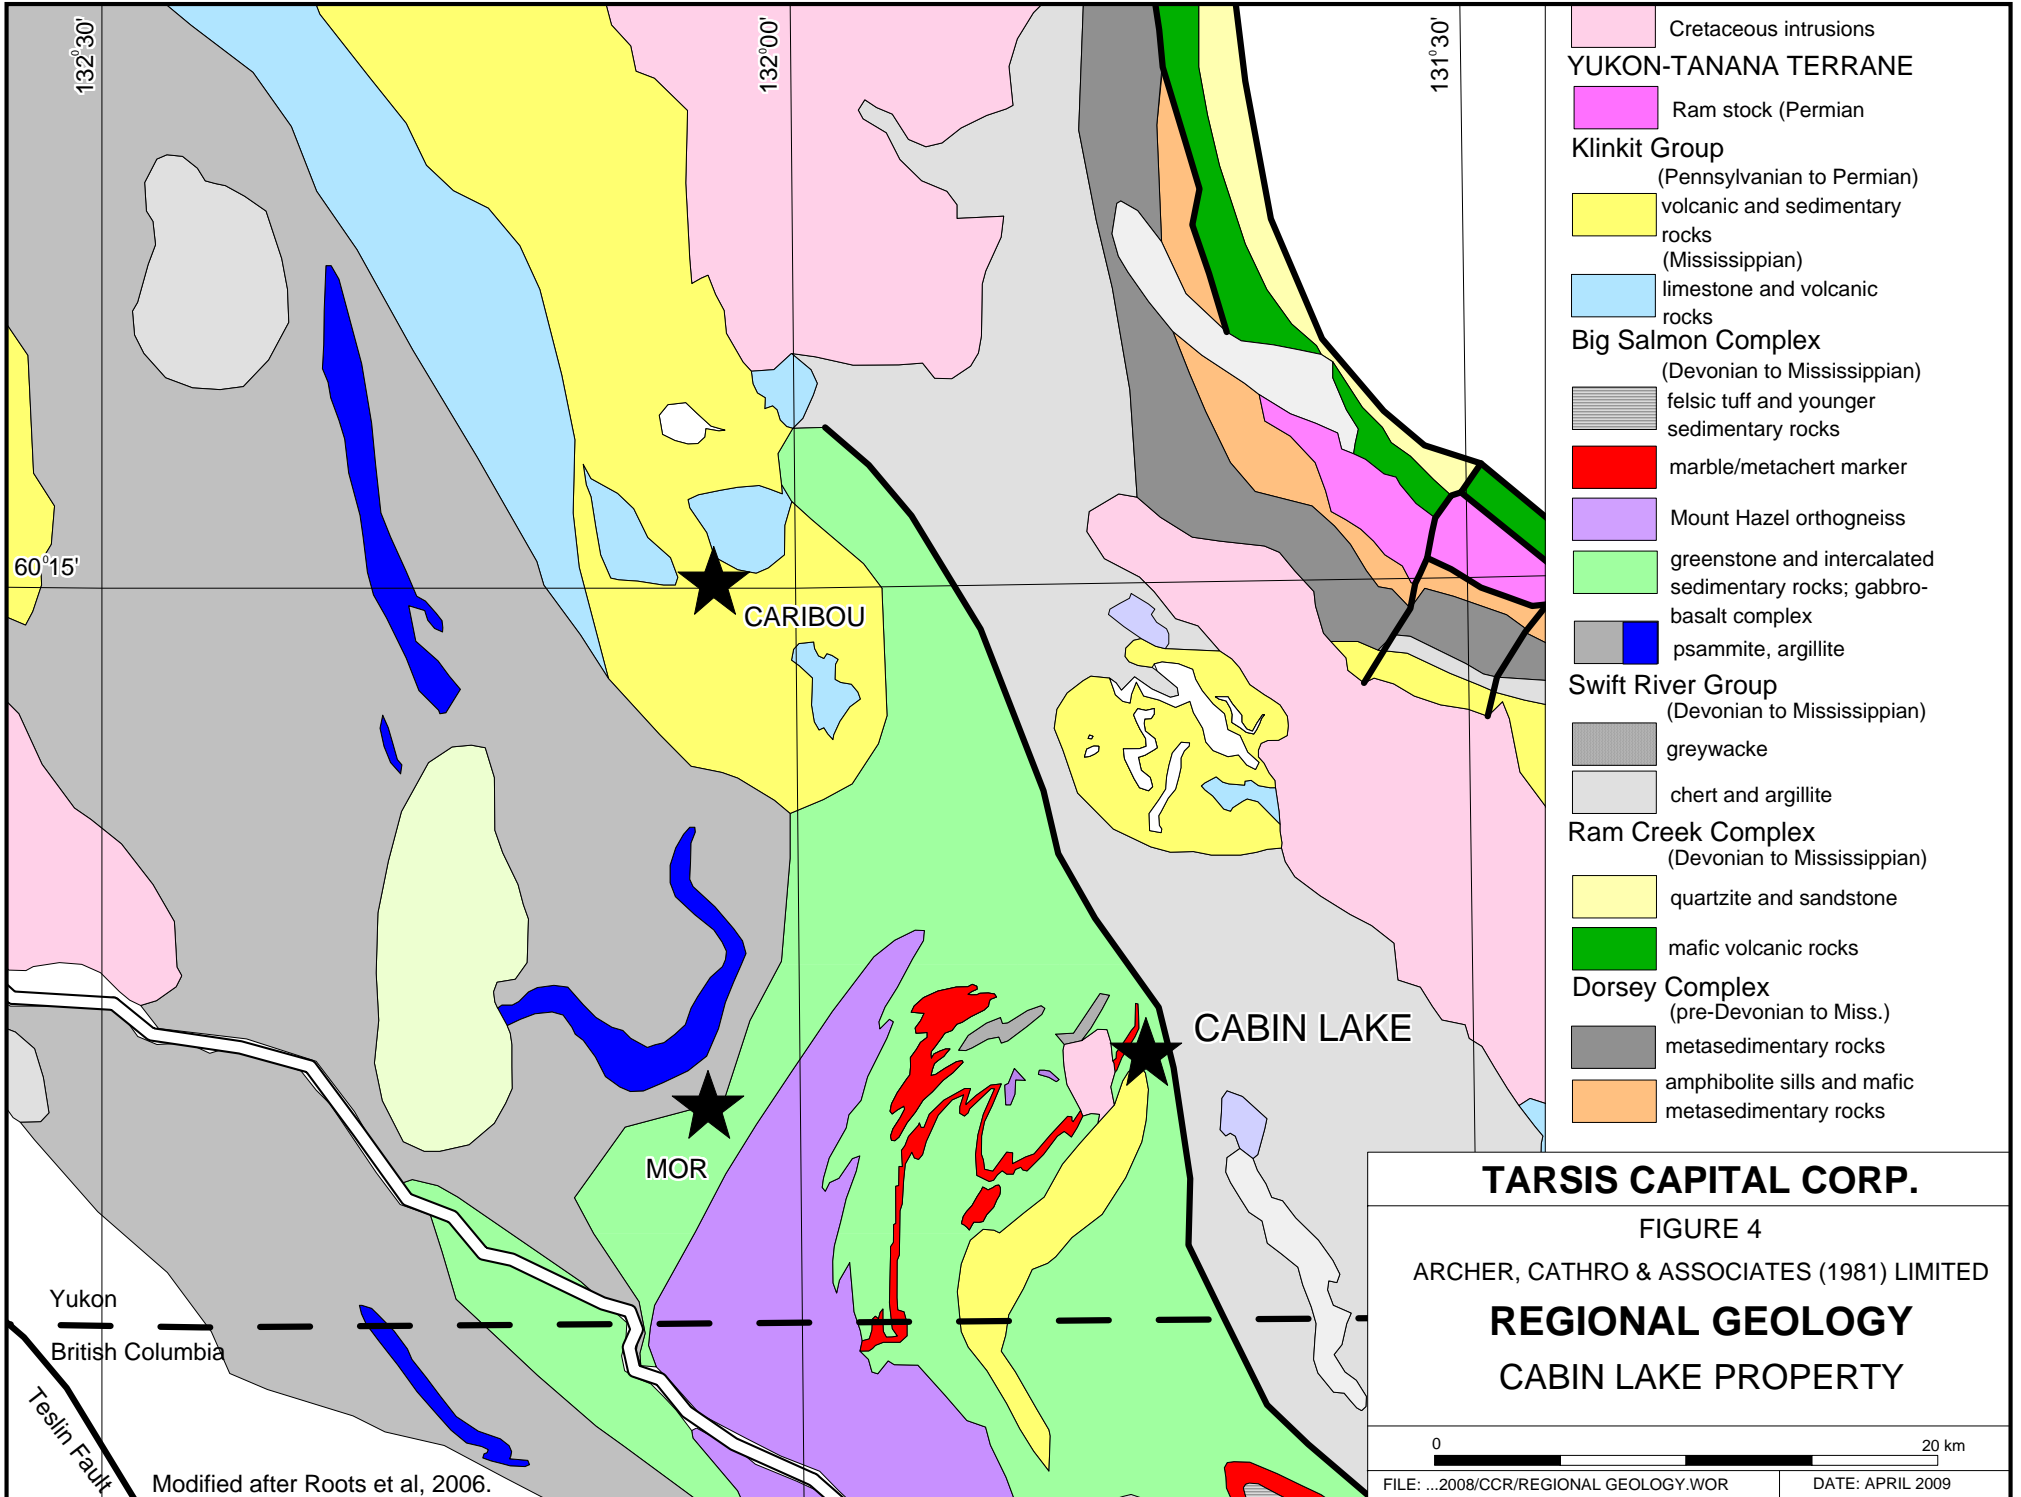 132°30'
132°00'
131°30'
60°15'
CARIBOU
CABIN LAKE
MOR
Yukon
British Columbia
Teslin Fault
Modified after Roots et al, 2006.
Cretaceous intrusions
YUKON-TANANA TERRANE
Ram stock (Permian
Klinkit Group
(Pennsylvanian to Permian)
volcanic and sedimentary
rocks
(Mississippian)
limestone and volcanic
rocks
Big Salmon Complex
(Devonian to Mississippian)
felsic tuff and younger
sedimentary rocks
marble/metachert marker
Mount Hazel orthogneiss
greenstone and intercalated
sedimentary rocks; gabbro-
basalt complex
psammite, argillite
Swift River Group
(Devonian to Mississippian)
greywacke
chert and argillite
Ram Creek Complex
(Devonian to Mississippian)
quartzite and sandstone
mafic volcanic rocks
Dorsey Complex
(pre-Devonian to Miss.)
metasedimentary rocks
amphibolite sills and mafic
metasedimentary rocks
TARSIS CAPITAL CORP.
FIGURE 4
ARCHER, CATHRO & ASSOCIATES (1981) LIMITED
REGIONAL GEOLOGY
CABIN LAKE PROPERTY
0 20 km
FILE: ...2008/CCR/REGIONAL GEOLOGY.WOR
DATE: APRIL 2009